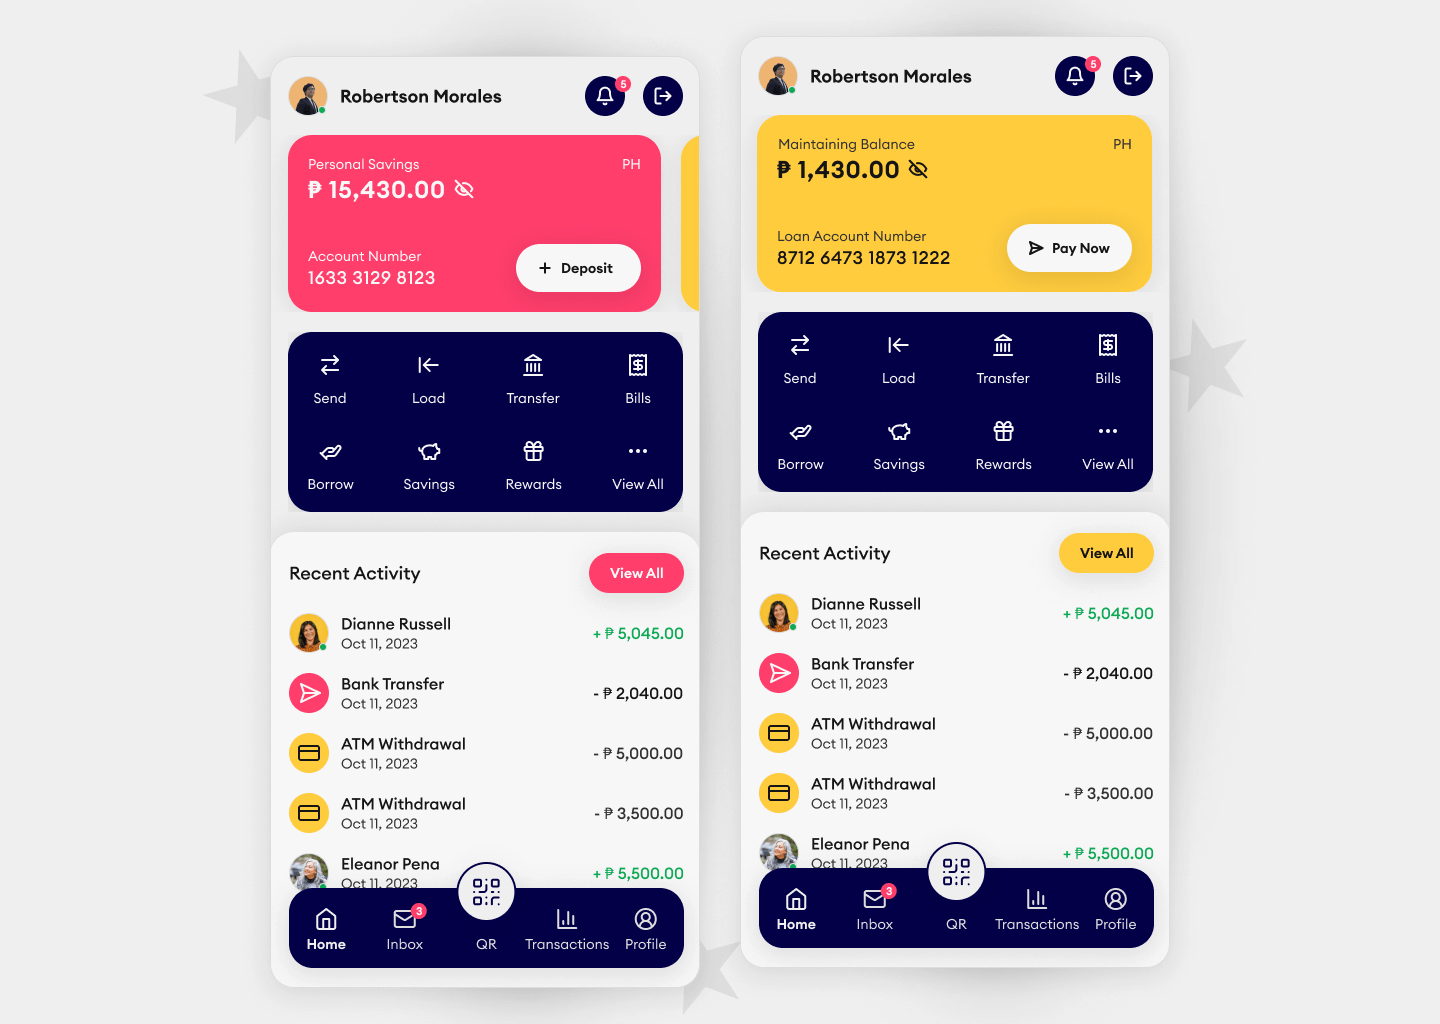 Robertson Morales
5
Personal Savings
PH
₱ 15,430.00
Account Number
1633 3129 8123
Deposit
Send
Load
Transfer
Bills
Borrow
Savings
Rewards
View All
Recent Activity
View All
Dianne Russell
Oct 11, 2023
+ ₱ 5,045.00
Bank Transfer
Oct 11, 2023
- ₱ 2,040.00
ATM Withdrawal
Oct 11, 2023
- ₱ 5,000.00
ATM Withdrawal
Oct 11, 2023
- ₱ 3,500.00
Eleanor Pena
Oct 11, 2023
+ ₱ 5,500.00
Home
3
Inbox
QR
Transactions
Profile
Robertson Morales
5
Maintaining Balance
PH
₱ 1,430.00
Loan Account Number
8712 6473 1873 1222
Pay Now
Send
Load
Transfer
Bills
Borrow
Savings
Rewards
View All
Recent Activity
View All
Dianne Russell
Oct 11, 2023
+ ₱ 5,045.00
Bank Transfer
Oct 11, 2023
- ₱ 2,040.00
ATM Withdrawal
Oct 11, 2023
- ₱ 5,000.00
ATM Withdrawal
Oct 11, 2023
- ₱ 3,500.00
Eleanor Pena
Oct 11, 2023
+ ₱ 5,500.00
Home
3
Inbox
QR
Transactions
Profile